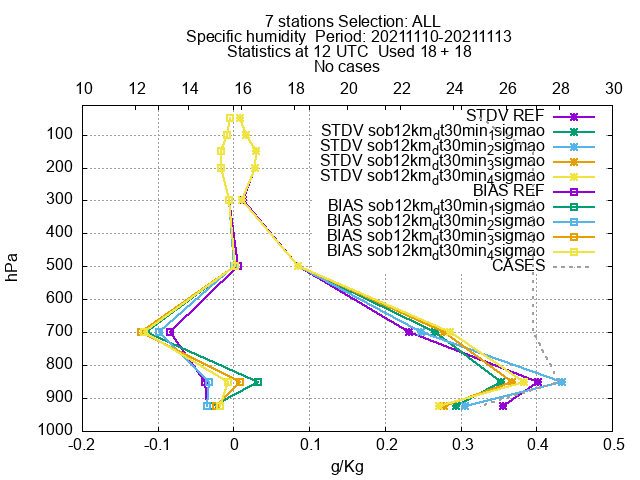 7 stations Selection: ALL
Specific humidity  Period: 20211110-20211113
Statistics at 12 UTC  Used 18 + 18
No cases
10 12 14 16 18 20 22 24 26 28 30
STDV REF
STDV sob12km_dt30min_1sigmao
STDV sob12km_dt30min_2sigmao
STDV sob12km_dt30min_3sigmao
STDV sob12km_dt30min_4sigmao
BIAS REF
BIAS sob12km_dt30min_1sigmao
BIAS sob12km_dt30min_2sigmao
BIAS sob12km_dt30min_3sigmao
BIAS sob12km_dt30min_4sigmao
CASES
hPa
100
200
300
400
500
600
700
800
900
1000
-0.2 -0.1 0 0.1 0.2 0.3 0.4 0.5
g/Kg